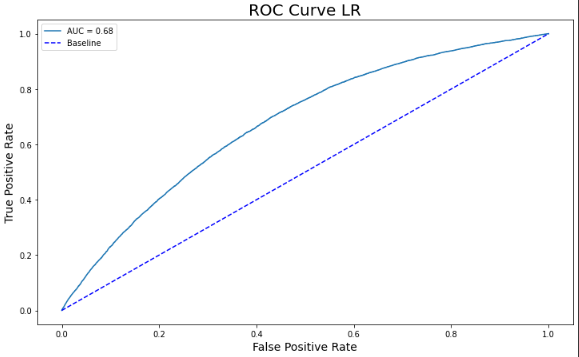 ROC Curve LR
AUC = 0.68
Baseline
True Positive Rate
1.0
0.8
0.6
0.4
0.2
0.0
0.0 0.2 0.4 0.6 0.8 1.0
False Positive Rate